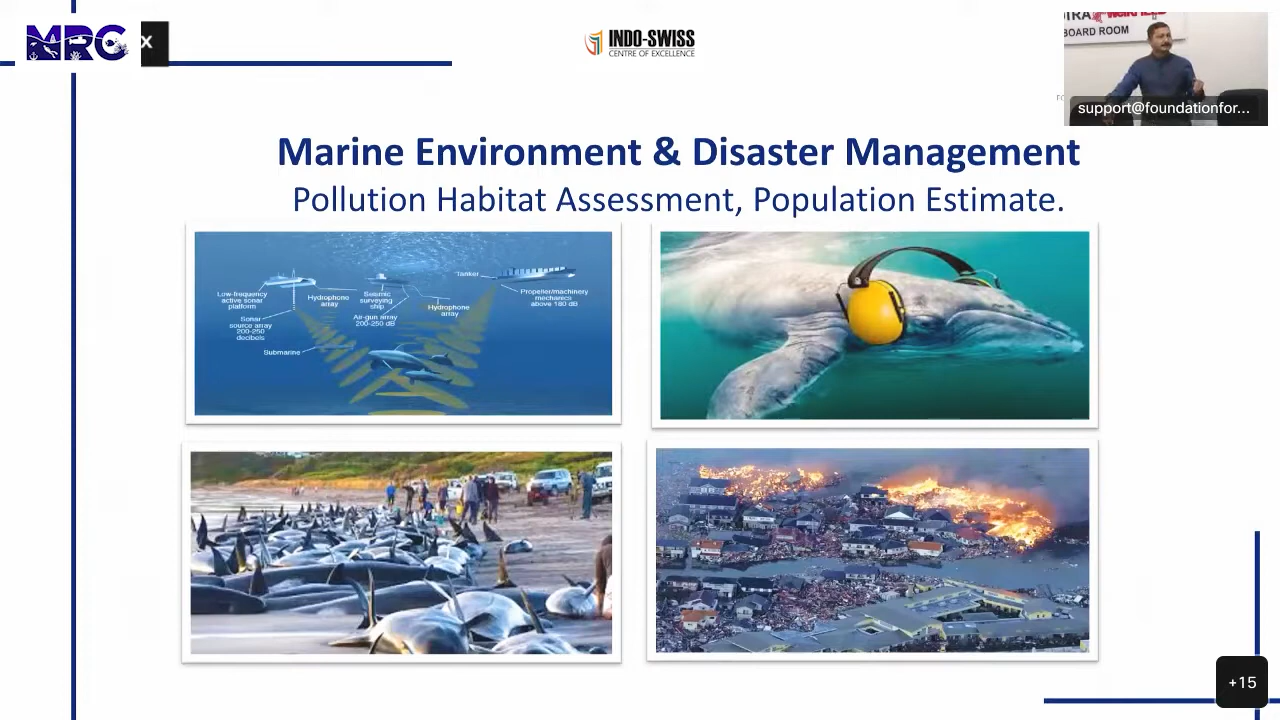 MRC
X
INDO-SWISS
CENTRE OF EXCELLENCE
BOARD ROOM
support@foundationfor...
Marine Environment & Disaster Management
Pollution Habitat Assessment, Population Estimate.
Low-frequency
active sonar
platform
Hydrophone
array
Seismic
surveying
ship
Tanker
Hydrophone
array
Propeller/machinery
mechanics
above 180 dB
Sonar
source array
200-250
decibels
Air-gun array
200-250 dB
Submarine
+15